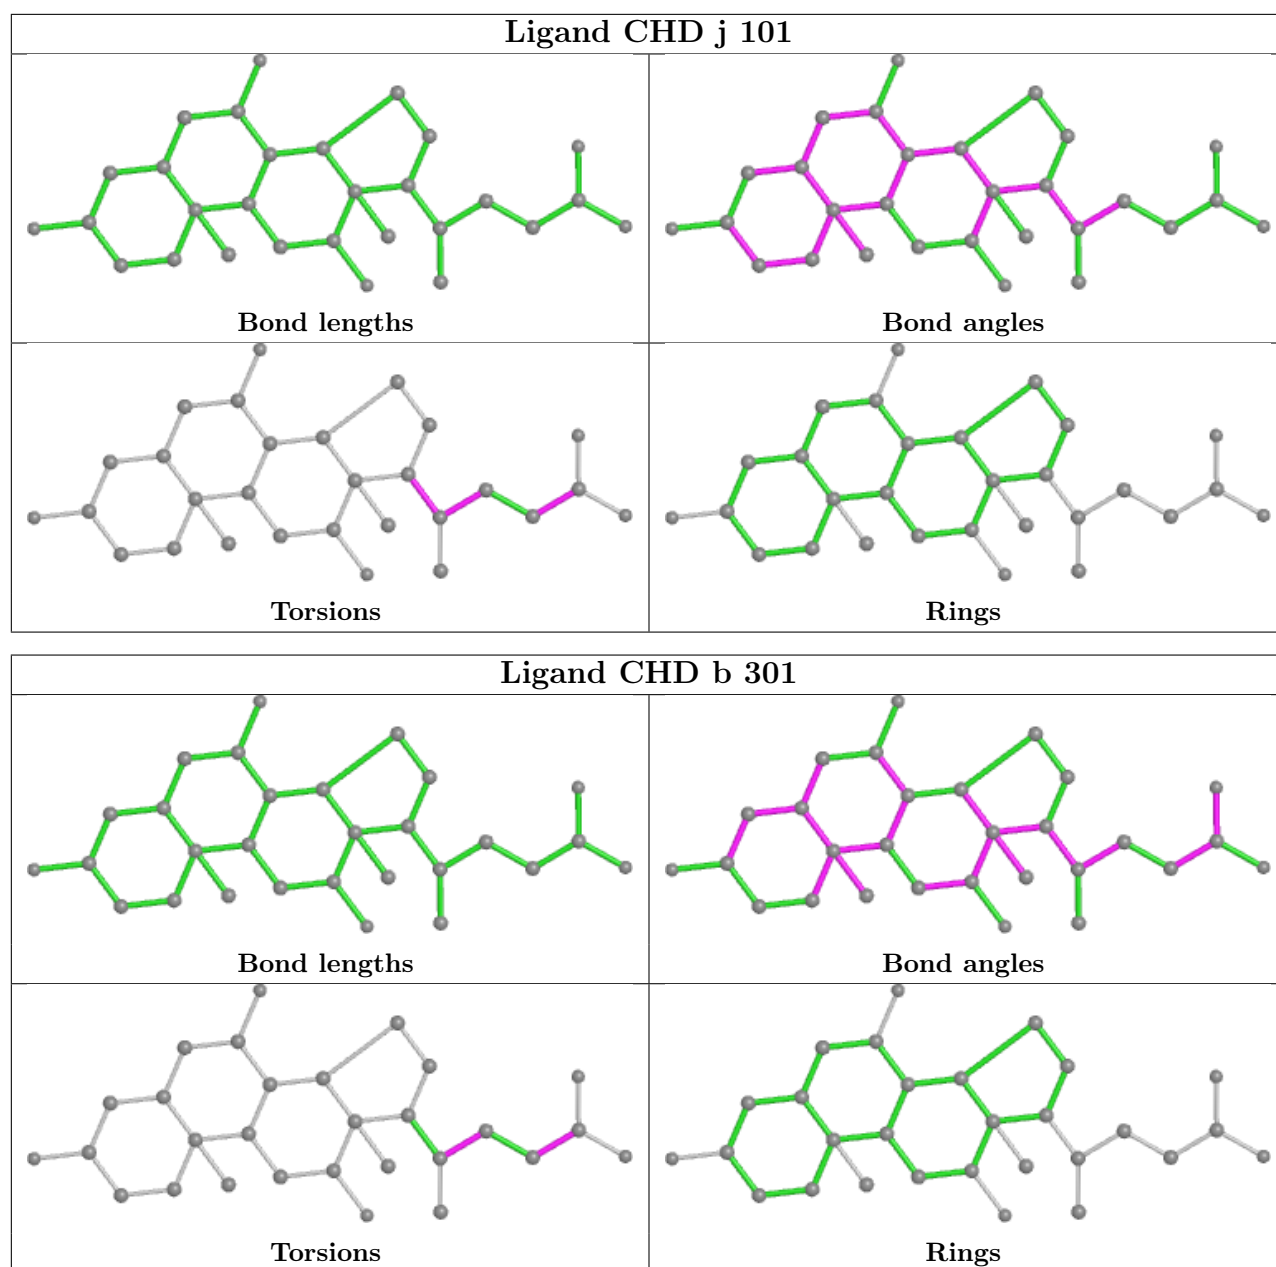 Ligand CHD j 101
Bond lengths
Bond angles
Torsions
Rings
Ligand CHD b 301
Bond lengths
Bond angles
Torsions
Rings